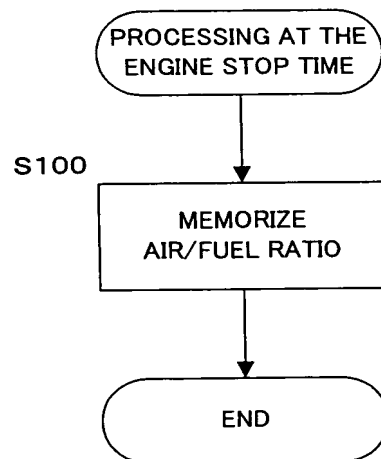 PROCESSING AT THE
ENGINE STOP TIME
S100
MEMORIZE
AIR/FUEL RATIO
END